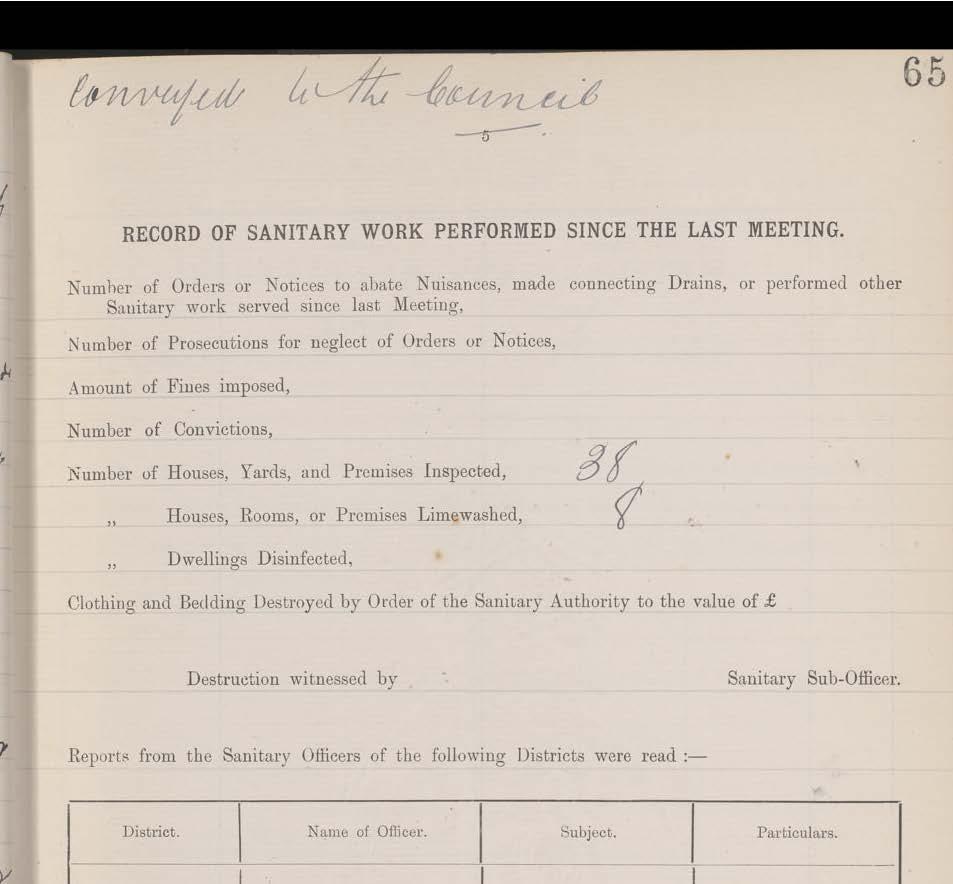 65
Conveyed to the Council
5
RECORD OF SANITARY WORK PERFORMED SINCE THE LAST MEETING.
Number of Orders or Notices to abate Nuisances, made connecting Drains, or performed other
Sanitary work served since last Meeting,
Number of Prosecutions for neglect of Orders or Notices,
Amount of Fines imposed,
Number of Convictions,
Number of Houses, Yards, and Premises Inspected, 38
„ Houses, Rooms, or Premises Limewashed, 8
„ Dwellings Disinfected,
Clothing and Bedding Destroyed by Order of the Sanitary Authority to the value of £
Destruction witnessed by Sanitary Sub-Officer.
Reports from the Sanitary Officers of the following Districts were read :—
District. Name of Officer. Subject. Particulars.